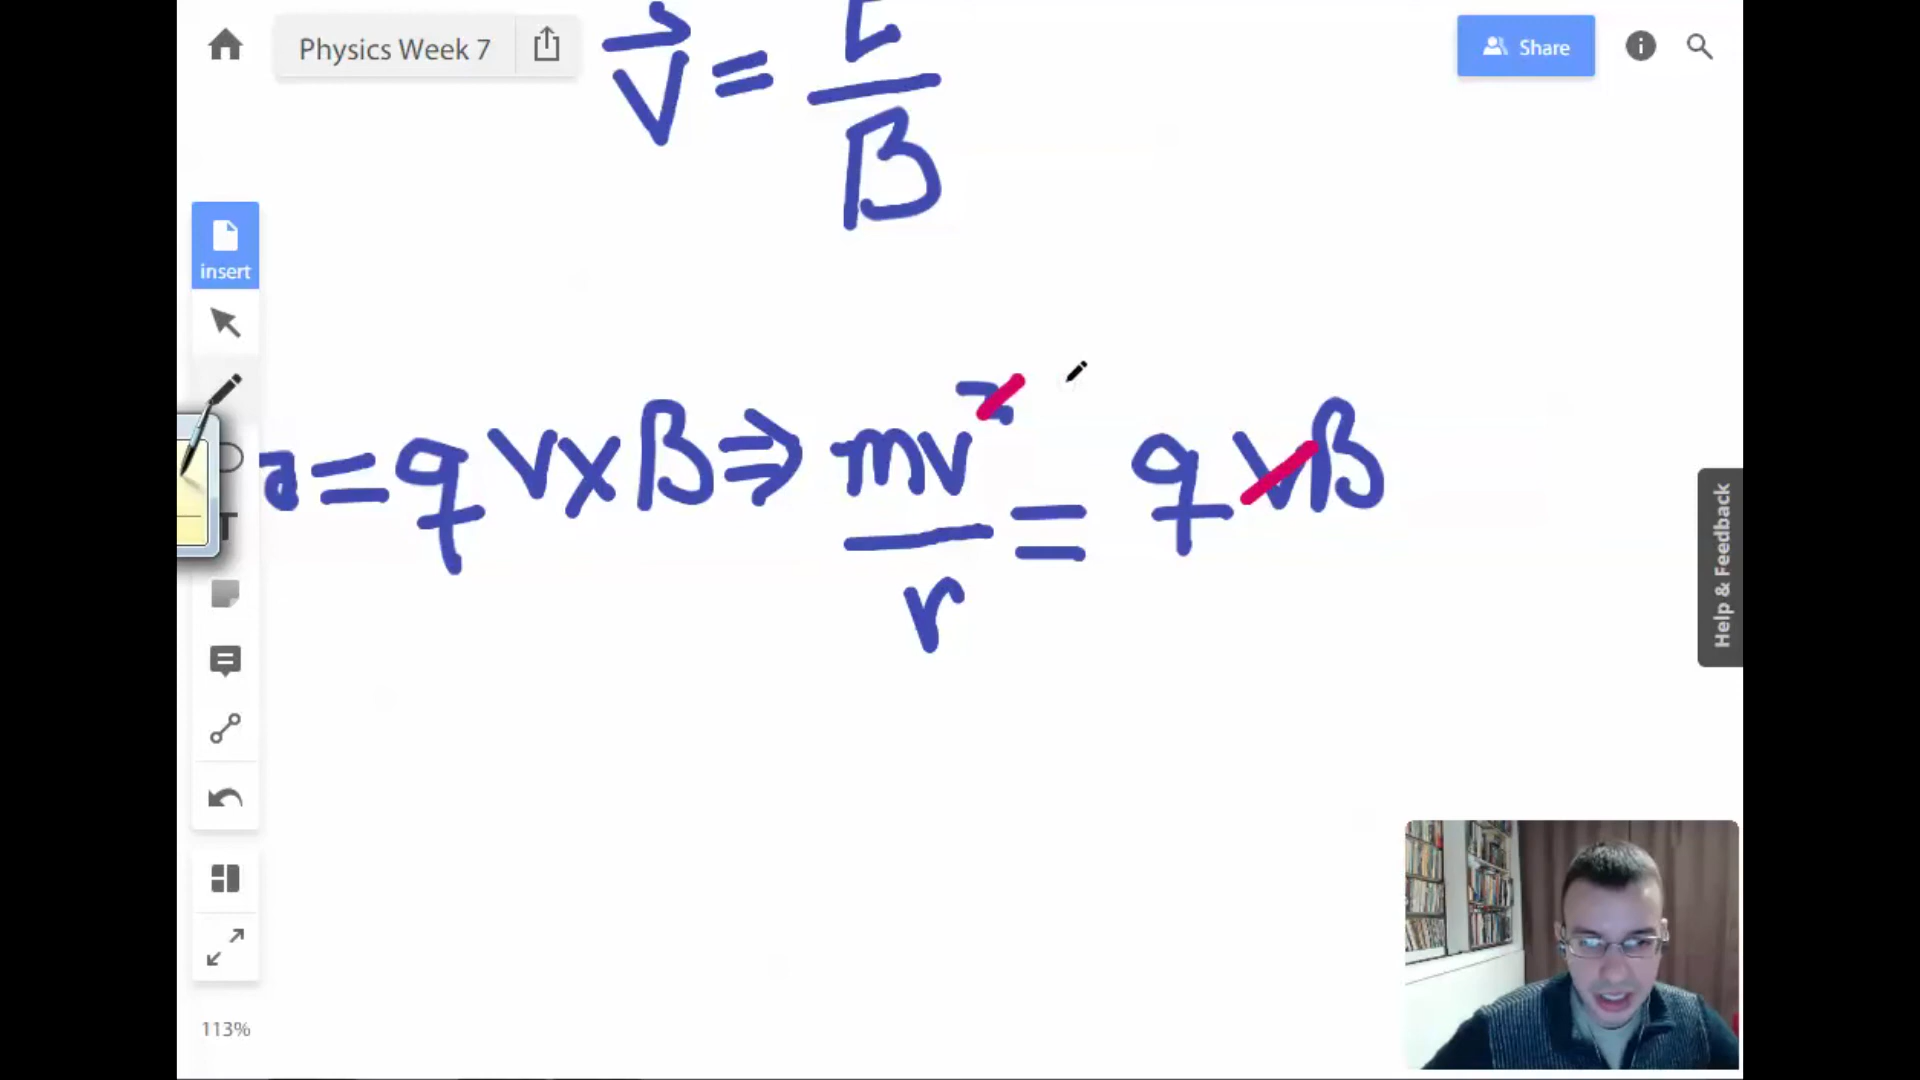 Physics Week 7
Share
V = E
B
insert
a = q v x B ⇒ mv² = q v B
r
T
Help & Feedback
113%